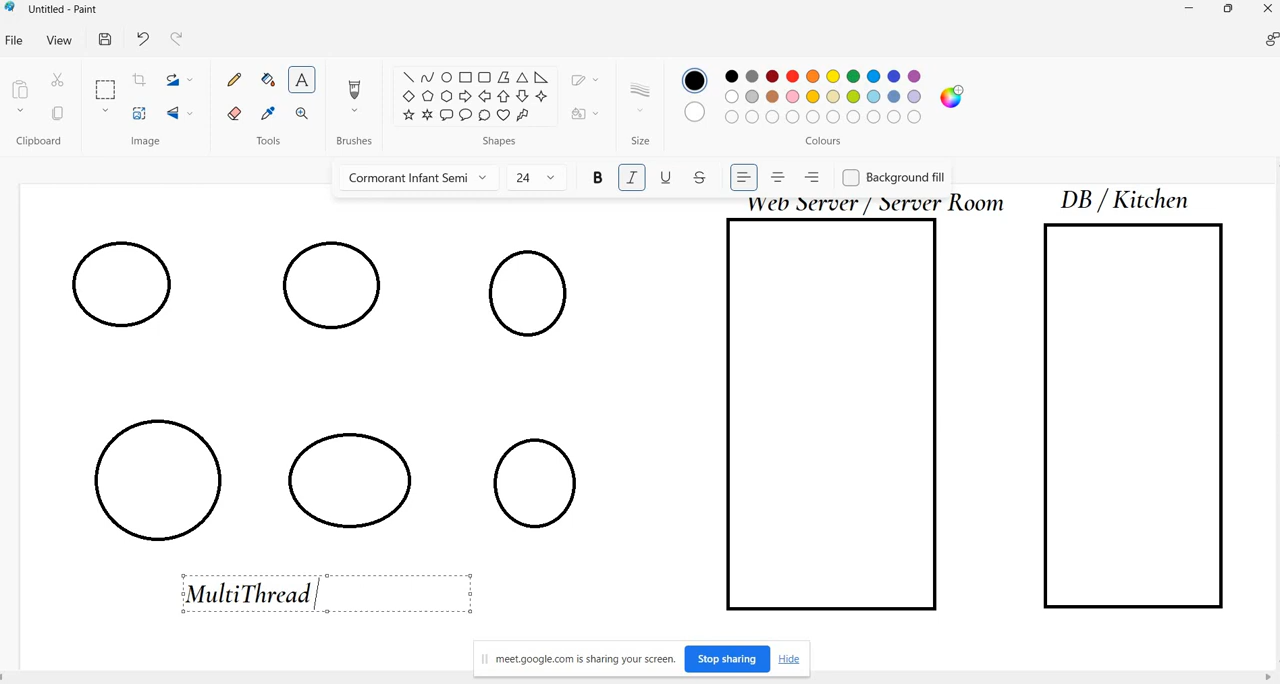 Untitled - Paint
File View
A
Clipboard Image Tools Brushes Shapes Size Colours
Cormorant Infant Semi 24 B I U S Background fill
Web Server / Server Room DB / Kitchen
MultiThread
meet.google.com is sharing your screen. Stop sharing Hide